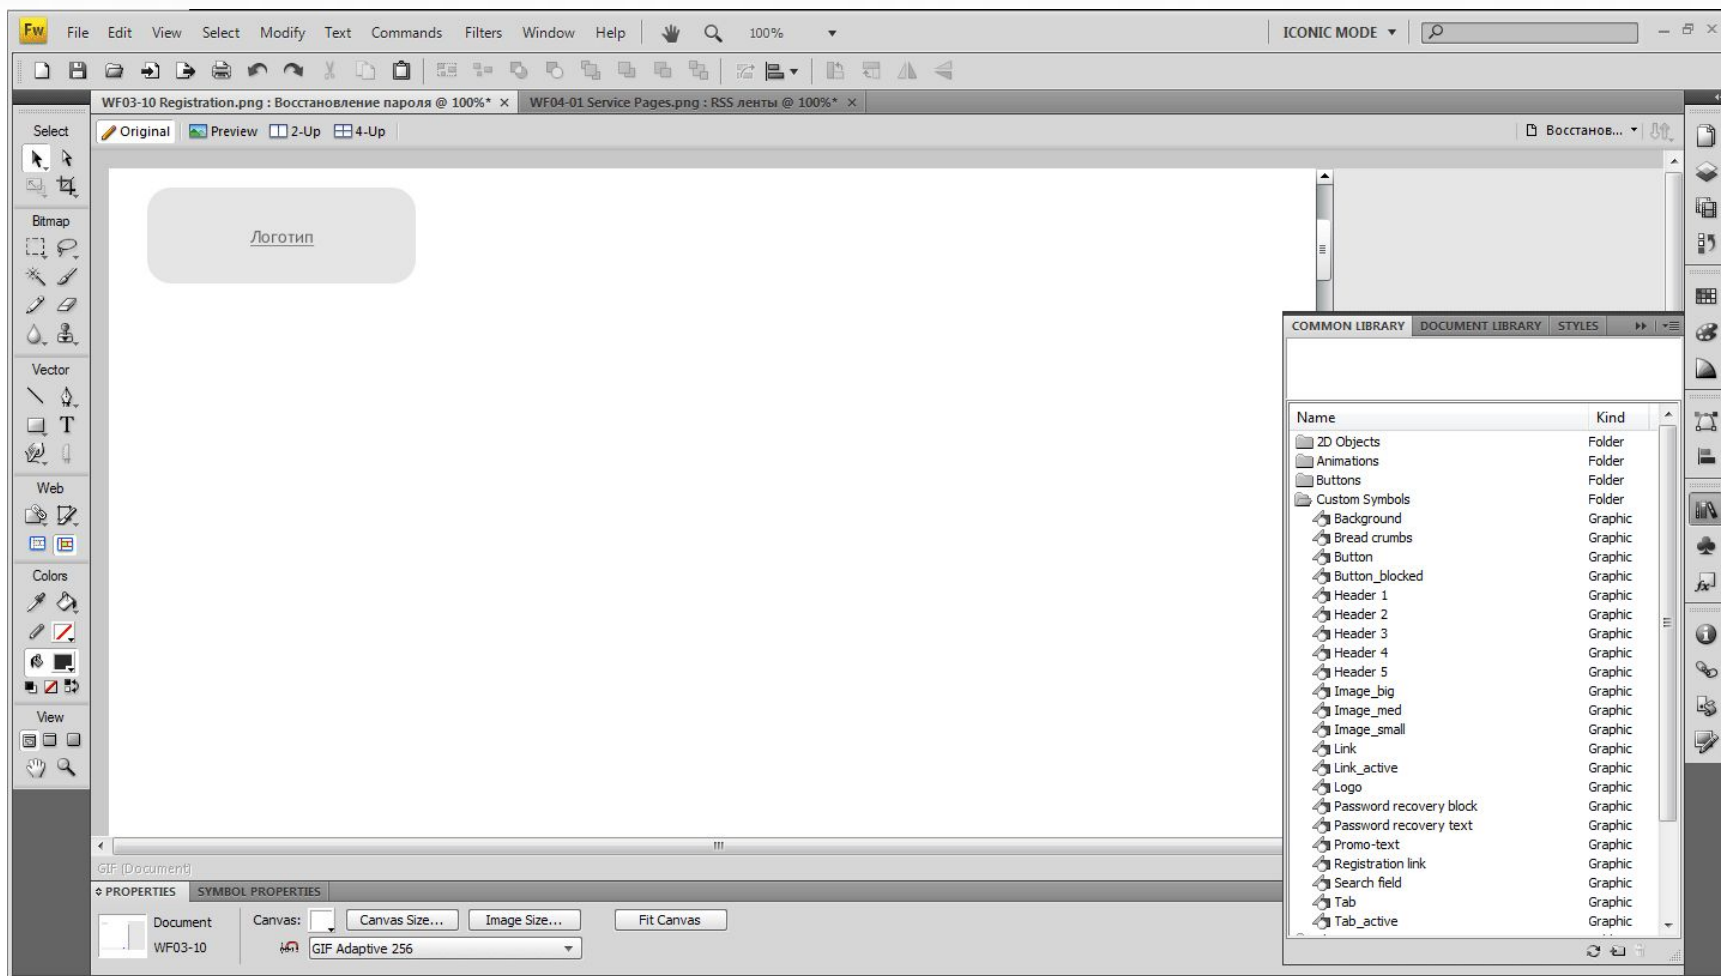 Fw File Edit View Select Modify Text Commands Filters Window Help 100% ICONIC MODE
WF03-10 Registration.png : Восстановление пароля @ 100%* × WF04-01 Service Pages.png : RSS ленты @ 100%* ×
Select Original Preview 2-Up 4-Up Восстанов...
Bitmap
Логотип
Vector
Web
Colors
View
COMMON LIBRARY DOCUMENT LIBRARY STYLES
Name Kind
2D Objects Folder
Animations Folder
Buttons Folder
Custom Symbols Folder
Background Graphic
Bread crumbs Graphic
Button Graphic
Button_blocked Graphic
Header 1 Graphic
Header 2 Graphic
Header 3 Graphic
Header 4 Graphic
Header 5 Graphic
Image_big Graphic
Image_med Graphic
Image_small Graphic
Link Graphic
Link_active Graphic
Logo Graphic
Password recovery block Graphic
Password recovery text Graphic
Promo-text Graphic
Registration link Graphic
Search field Graphic
Tab Graphic
Tab_active Graphic
GIF (Document)
PROPERTIES SYMBOL PROPERTIES
Document Canvas: Canvas Size... Image Size... Fit Canvas
WF03-10 GIF Adaptive 256